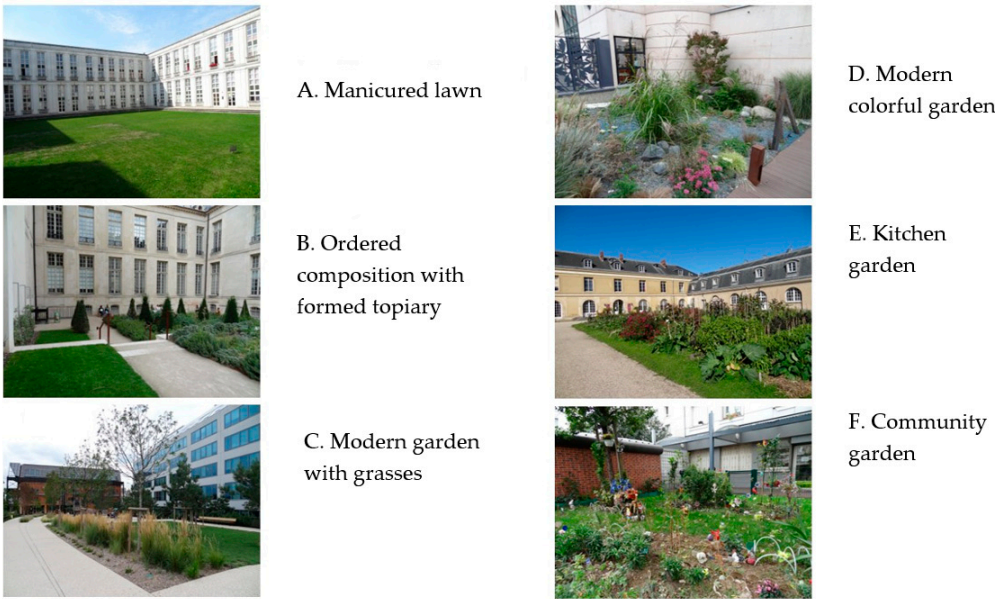 A. Manicured lawn
B. Ordered
composition with
formed topiary
C. Modern garden
with grasses
D. Modern
colorful garden
E. Kitchen
garden
F. Community
garden